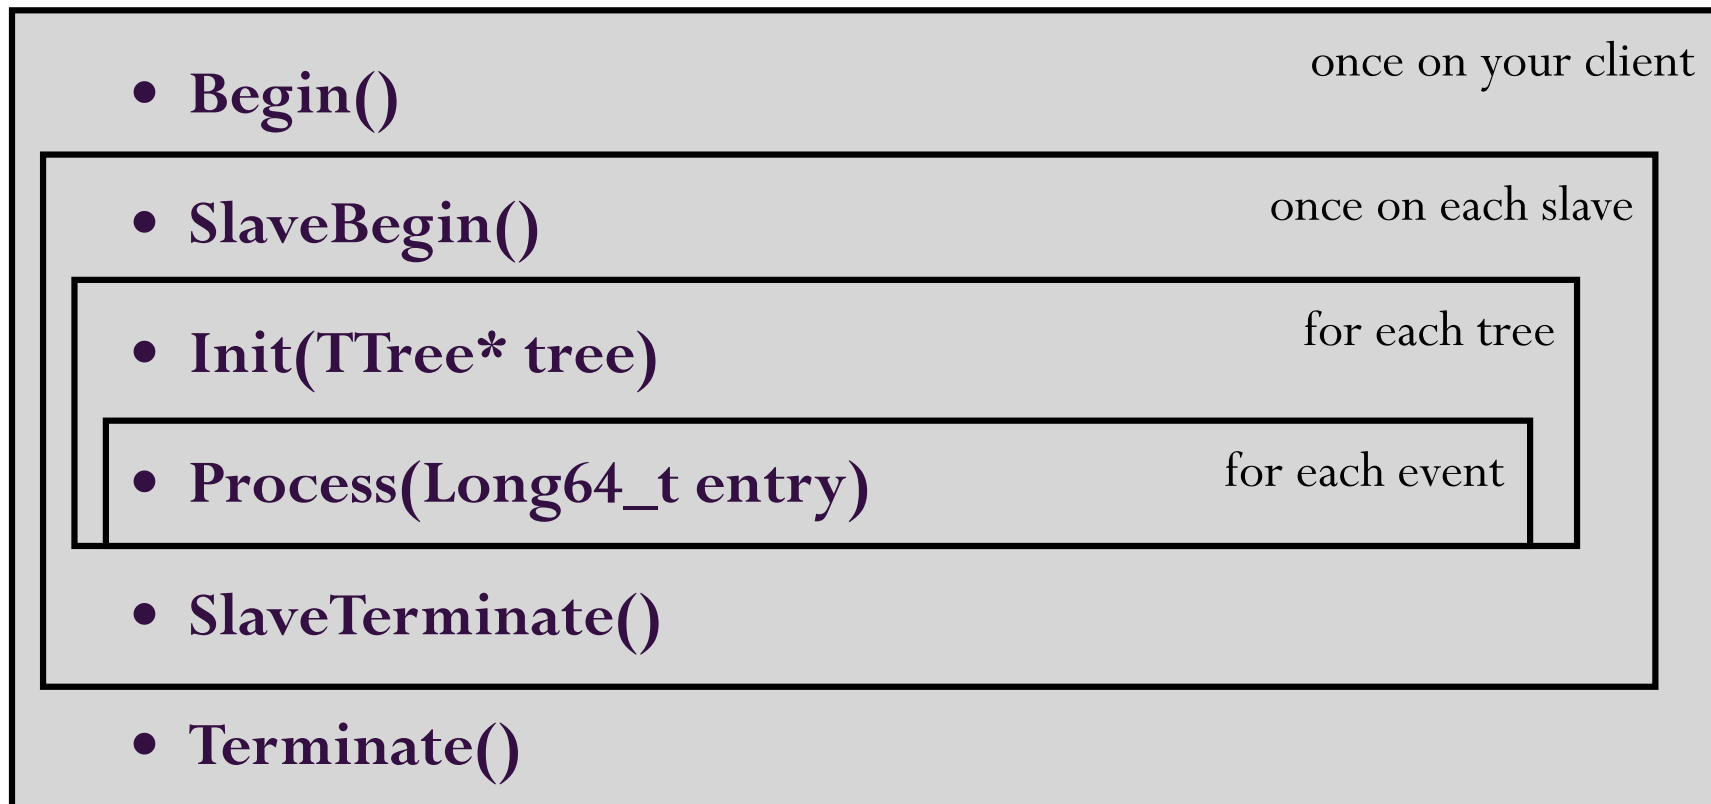 once on your client
• Begin()
once on each slave
• SlaveBegin()
for each tree
• Init(TTree* tree)
for each event
• Process(Long64_t entry)
• SlaveTerminate()
• Terminate()